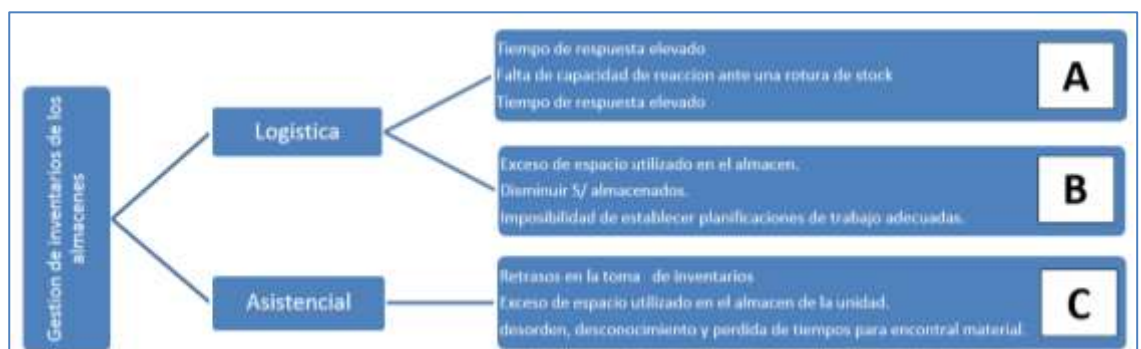 Gestion de inventarios de los
almacenes
Logistica
Asistencial
Tiempo de respuesta elevado
Falta de capacidad de reaccion ante una rotura de stock
Tiempo de respuesta elevado
A
Exceso de espacio utilizado en el almacen.
Disminuir S/ almacenados.
Imposibilidad de establecer planificaciones de trabajo adecuadas.
B
Retrasos en la toma de inventarios
Exceso de espacio utilizado en el almacen de la unidad.
desorden, desconocimiento y perdida de tiempos para encontral material.
C